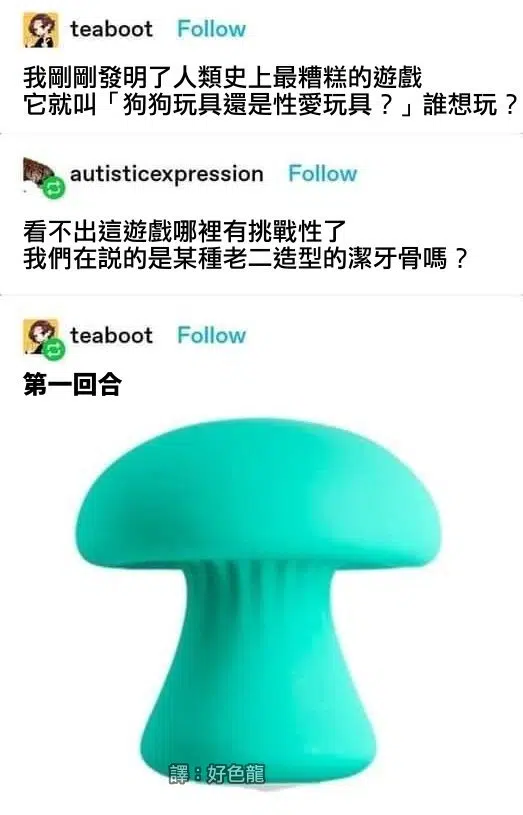 teaboot Follow
我剛剛發明了人類史上最糟糕的遊戲
它就叫「狗狗玩具還是性愛玩具？」誰想玩？
autisticexpression Follow
看不出這遊戲哪裡有挑戰性了
我們在説的是某種老二造型的潔牙骨嗎？
teaboot Follow
第一回合
譯：好色龍